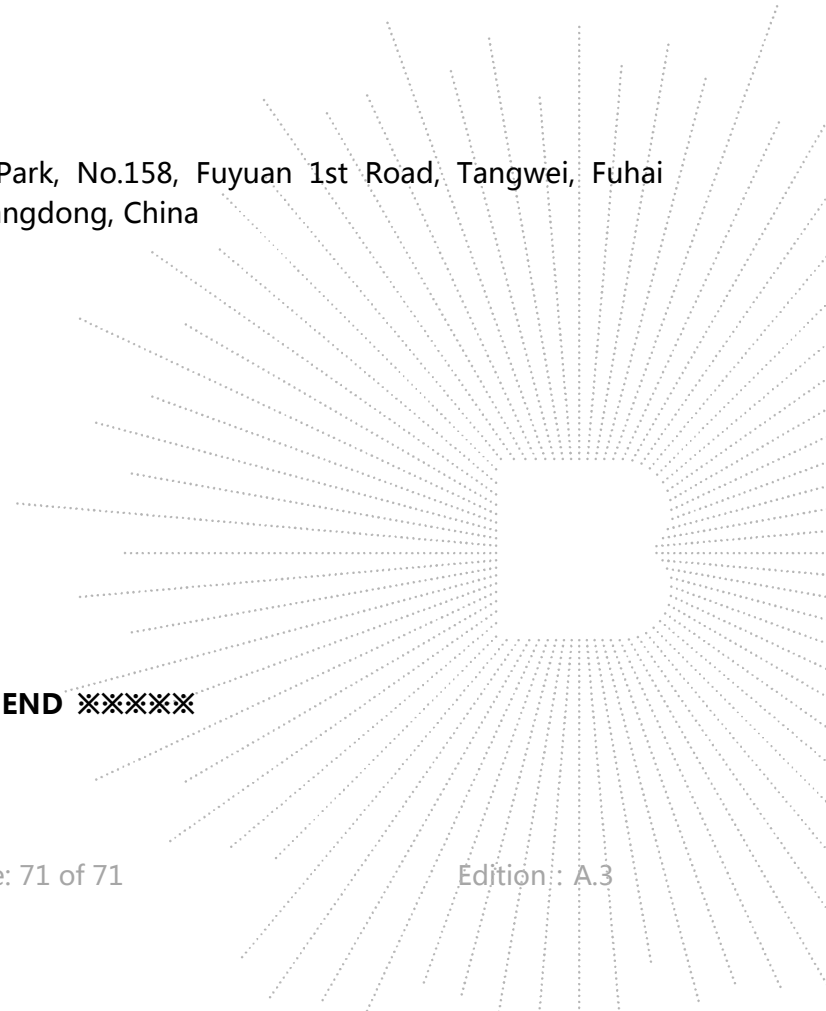 Park, No.158, Fuyuan 1st Road, Tangwei, Fuhai
ngdong, China
END ※※※※※
: 71 of 71 Edition : A.3